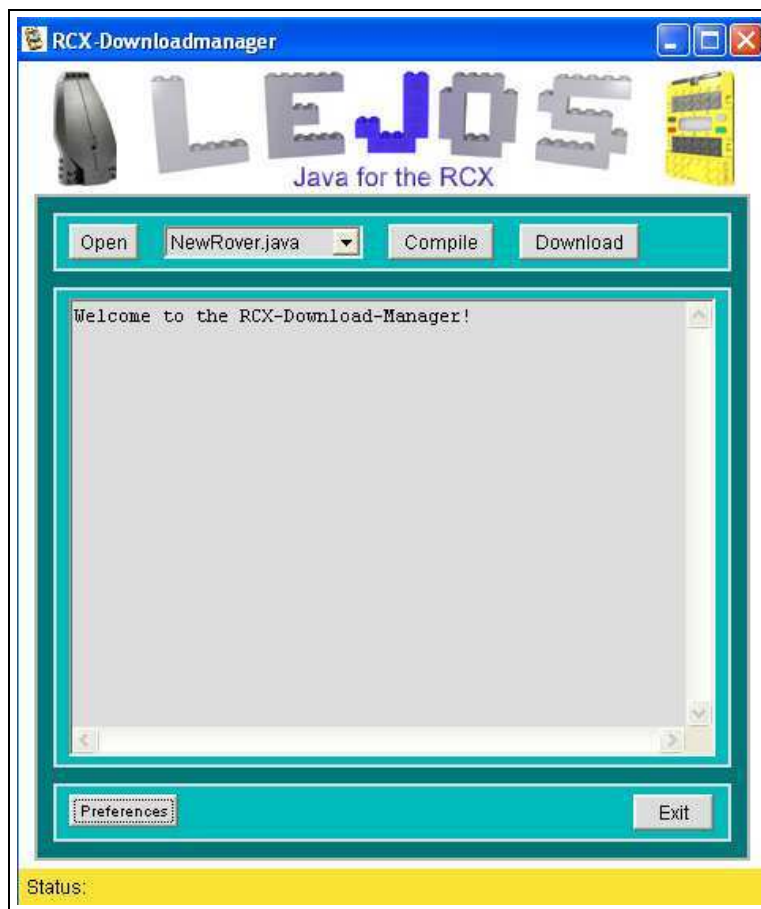 RCX-Downloadmanager
LEJOS
Java for the RCX
Open NewRover.java Compile Download
Welcome to the RCX-Download-Manager!
Preferences Exit
Status: